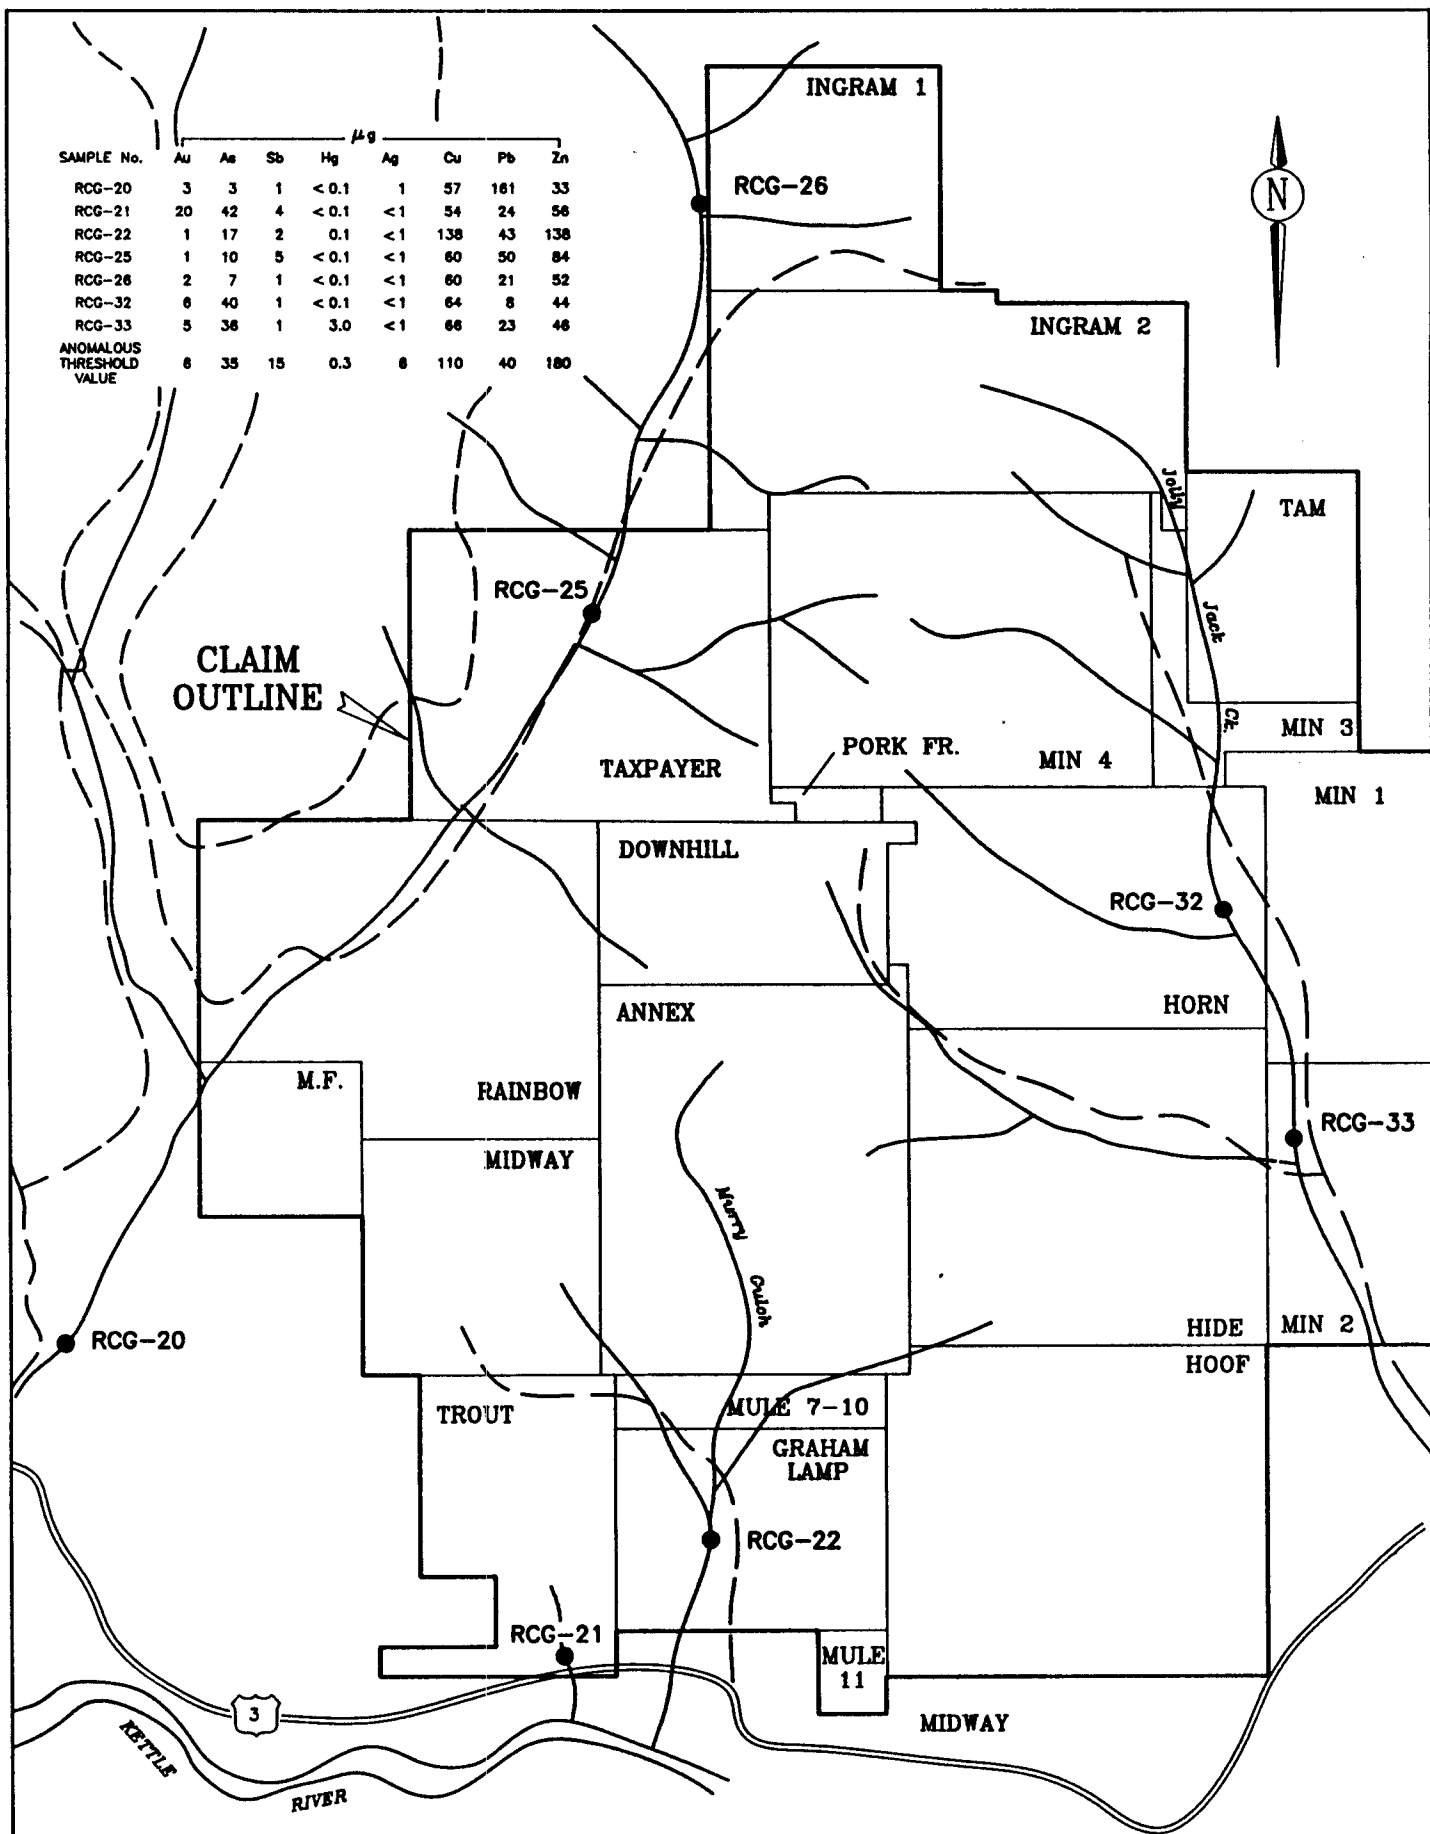 INGRAM 1
µg
SAMPLE No. Au As Sb Hg Ag Cu Pb Zn
RCG-20 3 3 1 <0.1 1 57 161 33
RCG-21 20 42 4 <0.1 <1 54 24 56
RCG-22 1 17 2 0.1 <1 138 43 138
RCG-25 1 10 5 <0.1 <1 60 50 84
RCG-26 2 7 1 <0.1 <1 60 21 52
RCG-32 6 40 1 <0.1 <1 64 8 44
RCG-33 5 36 1 3.0 <1 66 23 46
ANOMALOUS
THRESHOLD 6 35 15 0.3 6 110 40 180
VALUE
RCG-26
N
INGRAM 2
Jolly
TAM
RCG-25
Jack
CLAIM
OUTLINE
Ck.
MIN 3
PORK FR.
MIN 4
TAXPAYER
MIN 1
DOWNHILL
RCG-32
HORN
ANNEX
M.F.
RAINBOW
RCG-33
MIDWAY
Murry
Gulch
RCG-20
HIDE
MIN 2
HOOF
TROUT
MULE 7-10
GRAHAM
LAMP
RCG-22
RCG-21
MULE
11
3
MIDWAY
KETTLE
RIVER